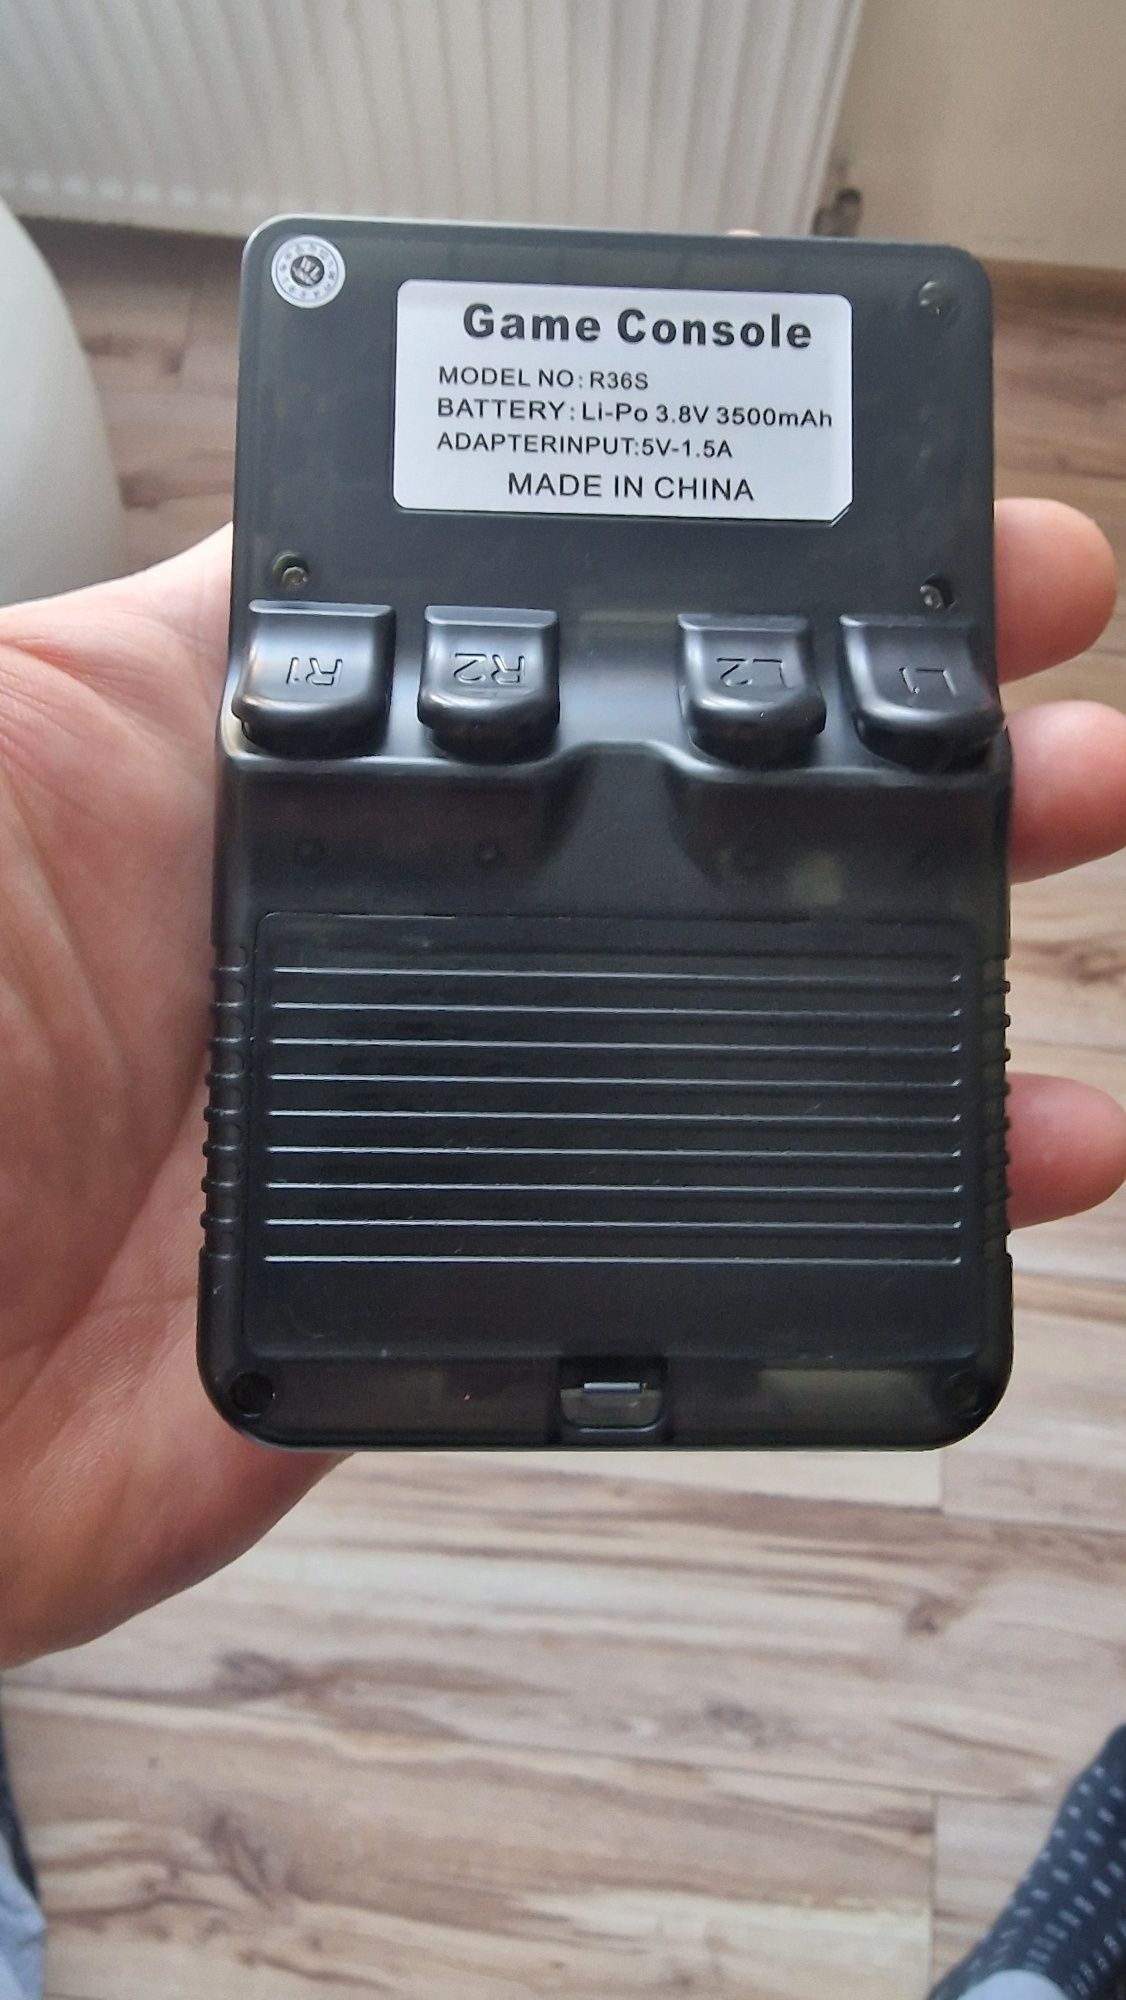 Game Console
MODEL NO: R36S
BATTERY: Li-Po 3.8V 3500mAh
ADAPTERINPUT:5V-1.5A
MADE IN CHINA
R1
R2
L2
L1